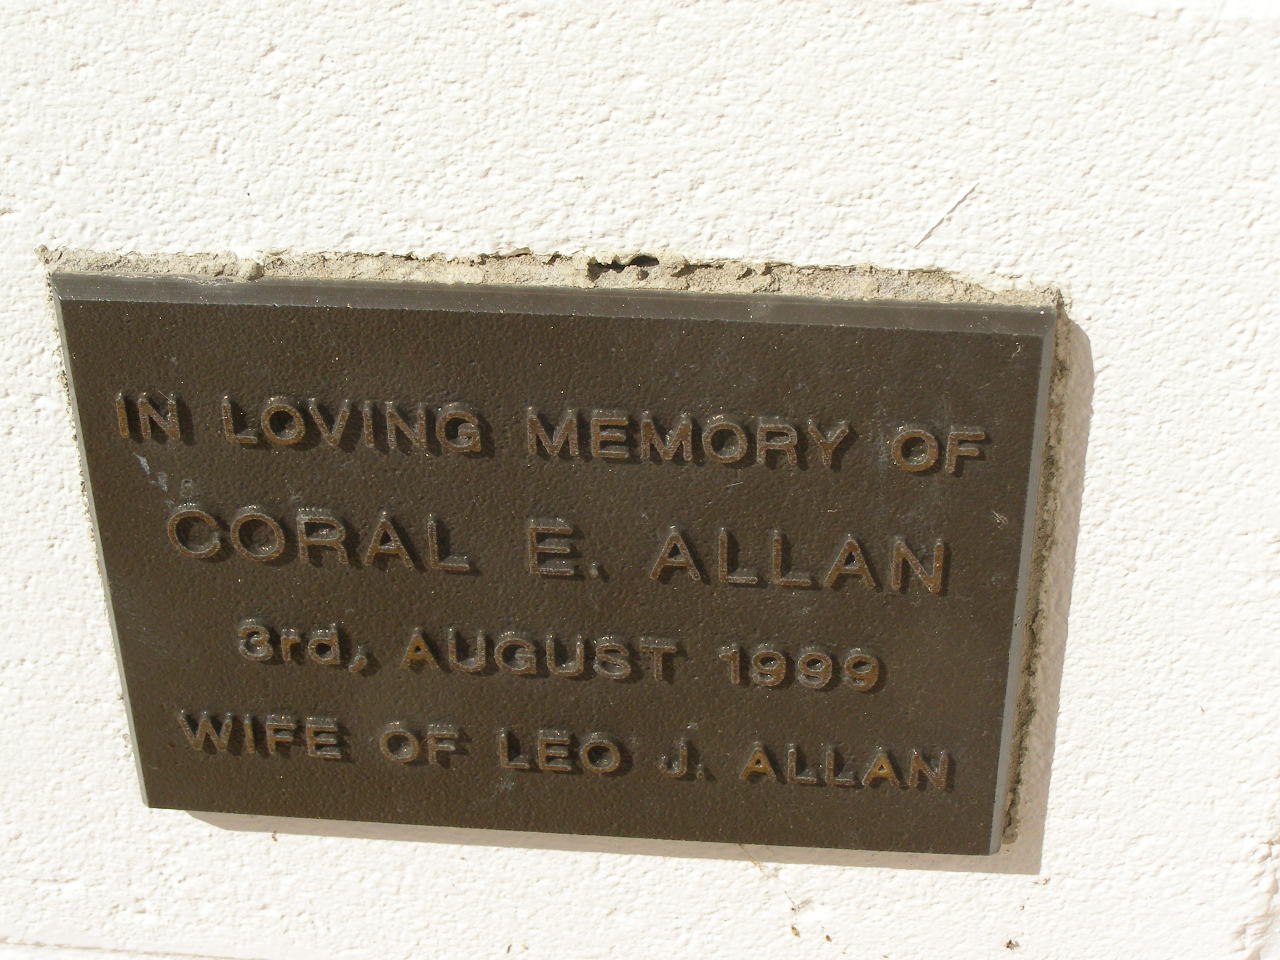 IN LOVING MEMORY OF
CORAL E. ALLAN
3rd, AUGUST 1999
WIFE OF LEO J. ALLAN